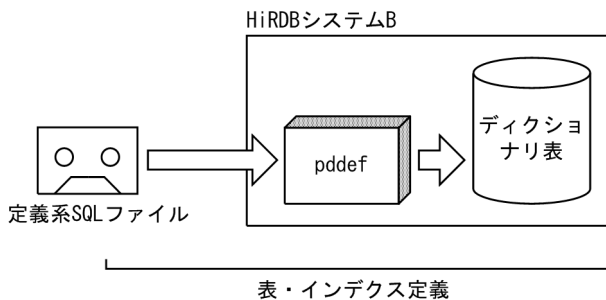 HiRDBシステムB
ディクショ
ナリ表
pddef
定義系SQLファイル
表・インデクス定義